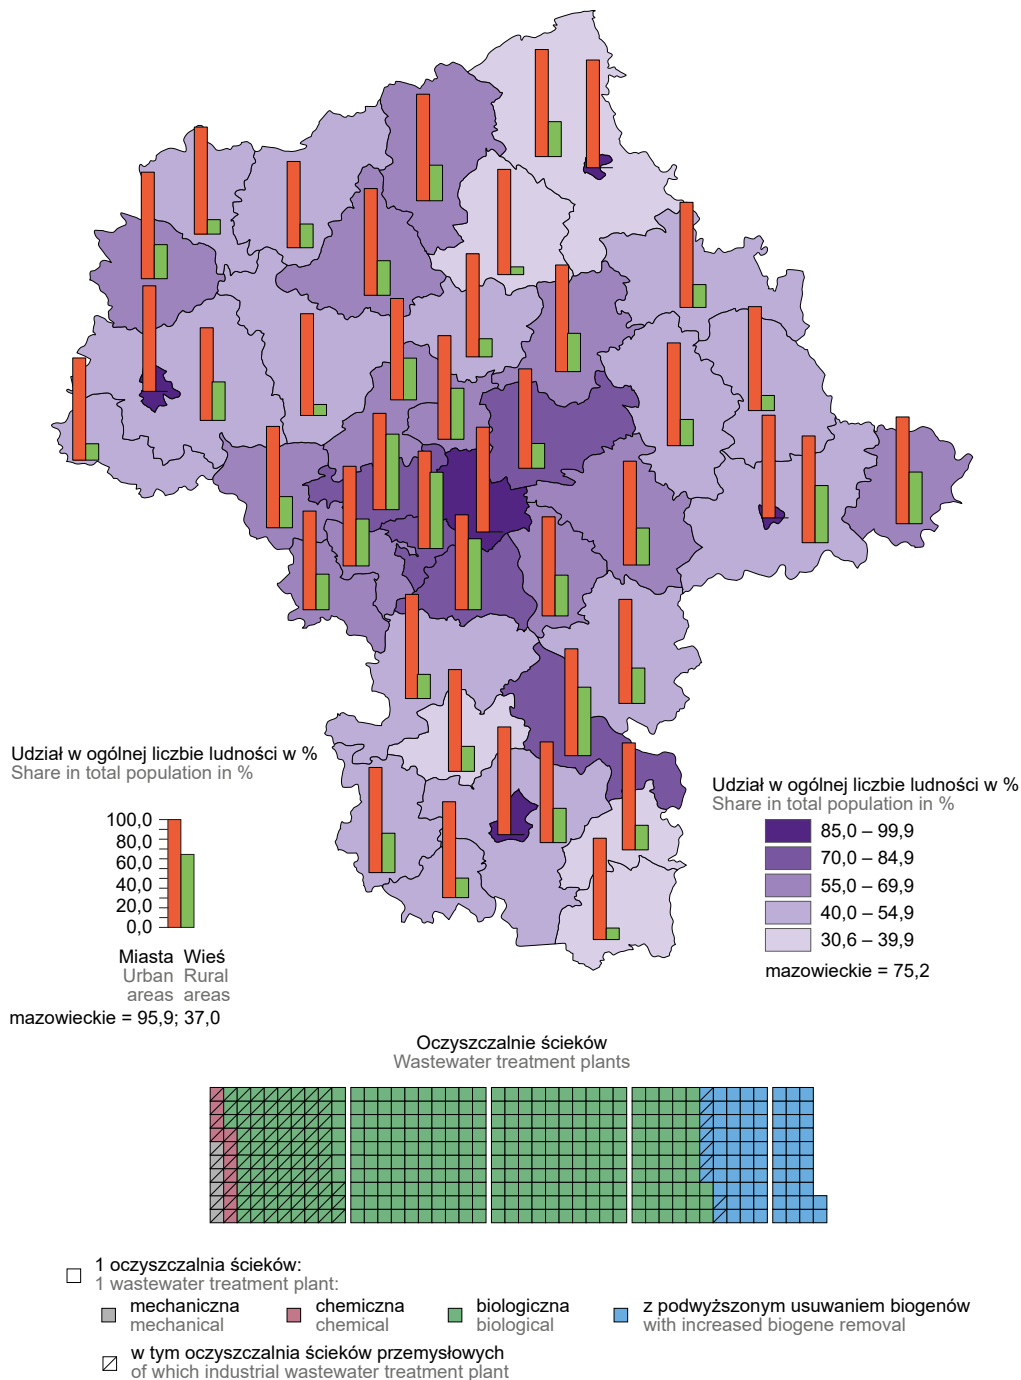 Udział w ogólnej liczbie ludności w %
Share in total population in %
100,0
80,0
60,0
40,0
20,0
0,0
Miasta Wieś
Urban Rural
areas areas
mazowieckie = 95,9; 37,0
Udział w ogólnej liczbie ludności w %
Share in total population in %
85,0 – 99,9
70,0 – 84,9
55,0 – 69,9
40,0 – 54,9
30,6 – 39,9
mazowieckie = 75,2
Oczyszczalnie ścieków
Wastewater treatment plants
1 oczyszczalnia ścieków:
1 wastewater treatment plant:
mechaniczna chemiczna biologiczna z podwyższonym usuwaniem biogenów
mechanical chemical biological with increased biogene removal
w tym oczyszczalnia ścieków przemysłowych
of which industrial wastewater treatment plant